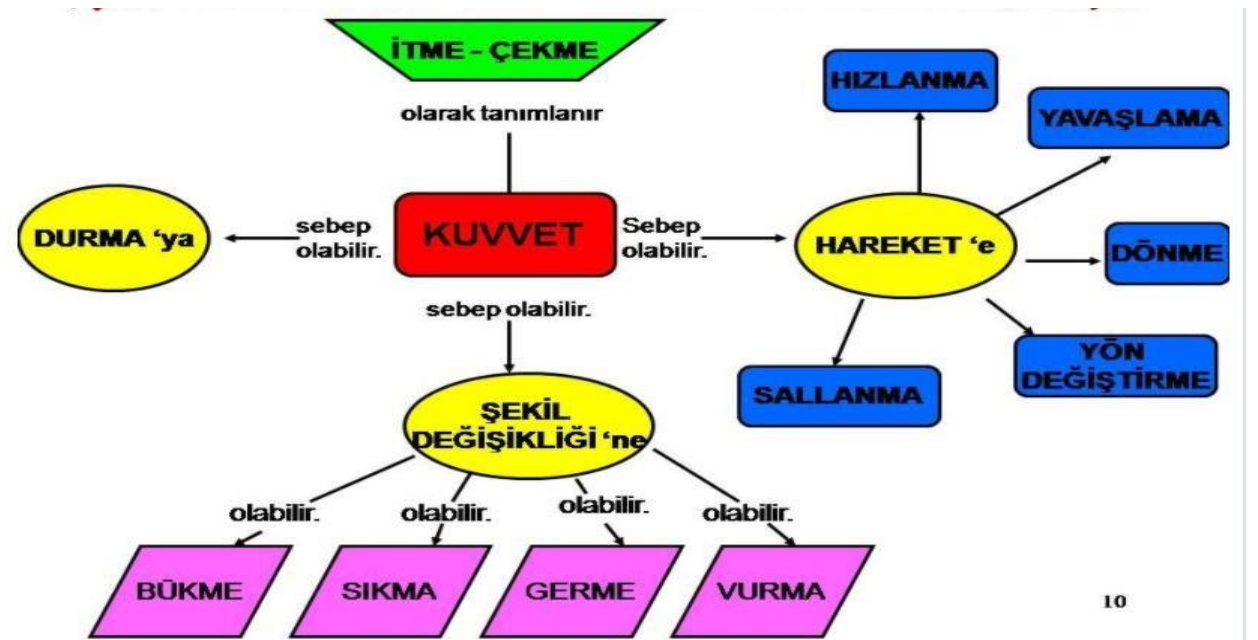 İTME - ÇEKME
olarak tanımlanır
HIZLANMA
YAVAŞLAMA
DURMA ‘ya
sebep
olabilir.
KUVVET
Sebep
olabilir.
HAREKET ‘e
DÖNME
sebep olabilir.
YÖN
DEĞİŞTİRME
SALLANMA
ŞEKİL
DEĞİŞİKLİĞİ ‘ne
olabilir.
olabilir.
olabilir.
olabilir.
BÜKME
SIKMA
GERME
VURMA
10